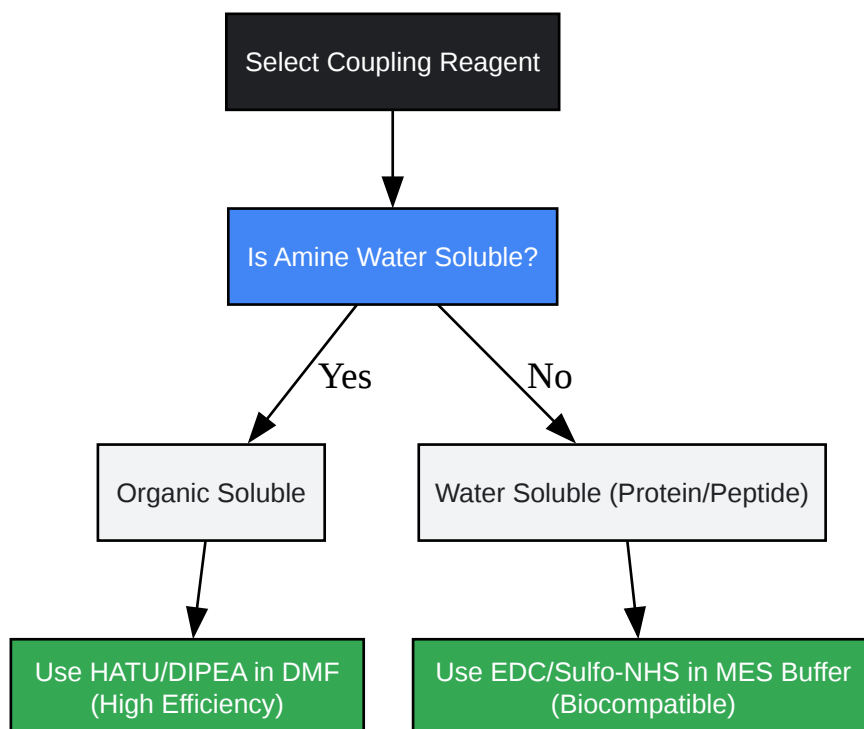 Select Coupling Reagent
Is Amine Water Soluble?
Yes
No
Organic Soluble
Water Soluble (Protein/Peptide)
Use HATU/DIPEA in DMF
(High Efficiency)
Use EDC/Sulfo-NHS in MES Buffer
(Biocompatible)